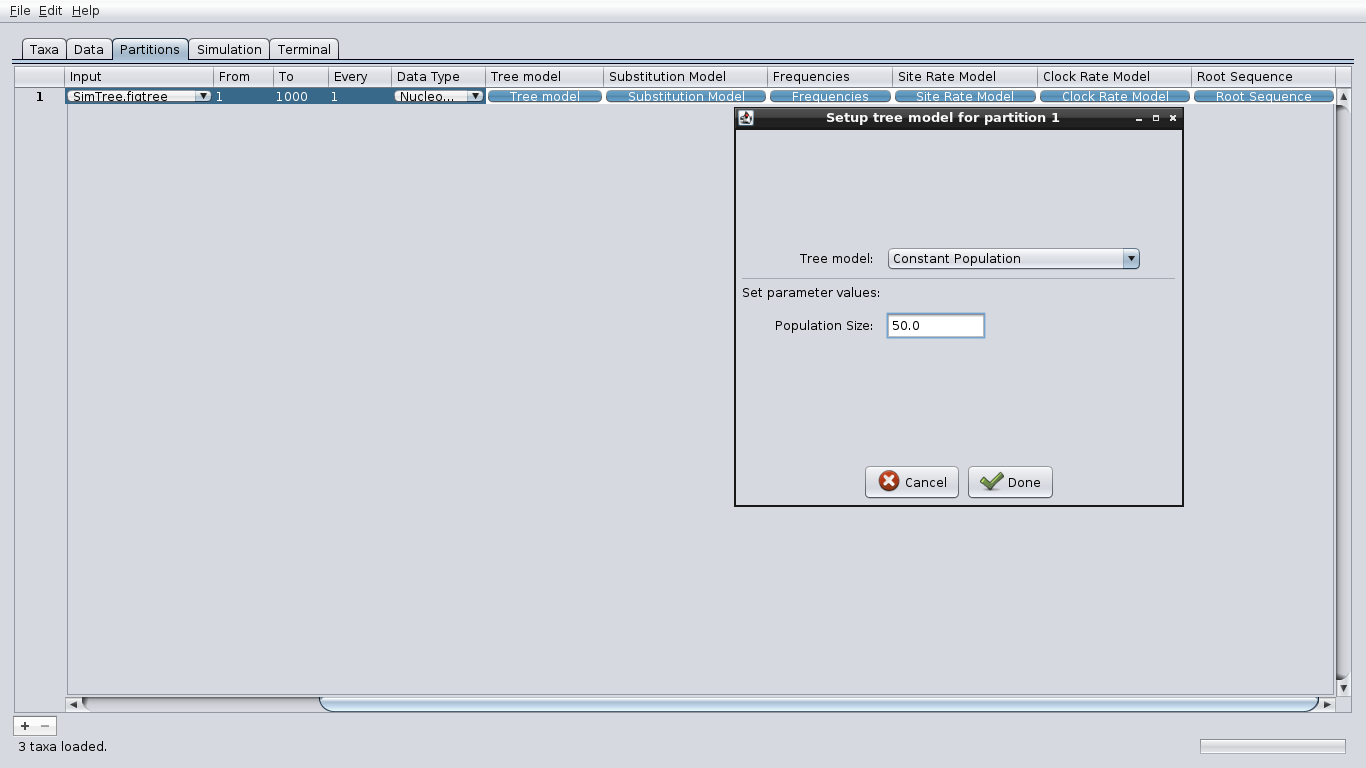 File Edit Help
Taxa Data Partitions Simulation Terminal
Input From To Every Data Type Tree model Substitution Model Frequencies Site Rate Model Clock Rate Model Root Sequence
1 SimTree.figtree 1 1000 1 Nucleo... Tree model Substitution Model Frequencies Site Rate Model Clock Rate Model Root Sequence
Setup tree model for partition 1
Tree model: Constant Population
Set parameter values:
Population Size: 50.0
Cancel Done
3 taxa loaded.